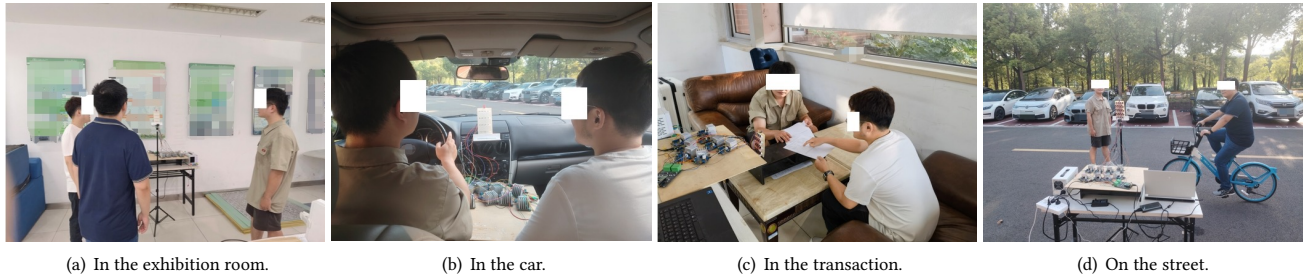 (a) In the exhibition room.
(b) In the car.
(c) In the transaction.
(d) On the street.